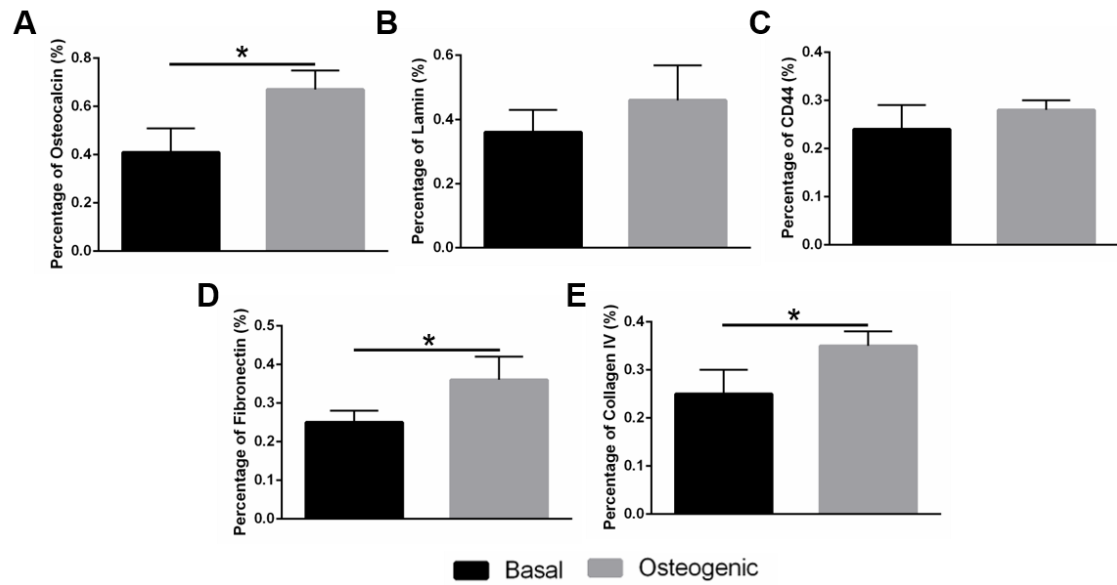 A
Percentage of Osteocalcin (%)
0.8
0.6
0.4
0.2
0.0
*
B
Percentage of Lamin (%)
0.6
0.4
0.2
0.0
C
Percentage of CD44 (%)
0.4
0.3
0.2
0.1
0.0
D
Percentage of Fibronectin (%)
0.5
0.4
0.3
0.2
0.1
0.0
*
E
Percentage of Collagen IV (%)
0.4
0.3
0.2
0.1
0.0
*
Basal
Osteogenic